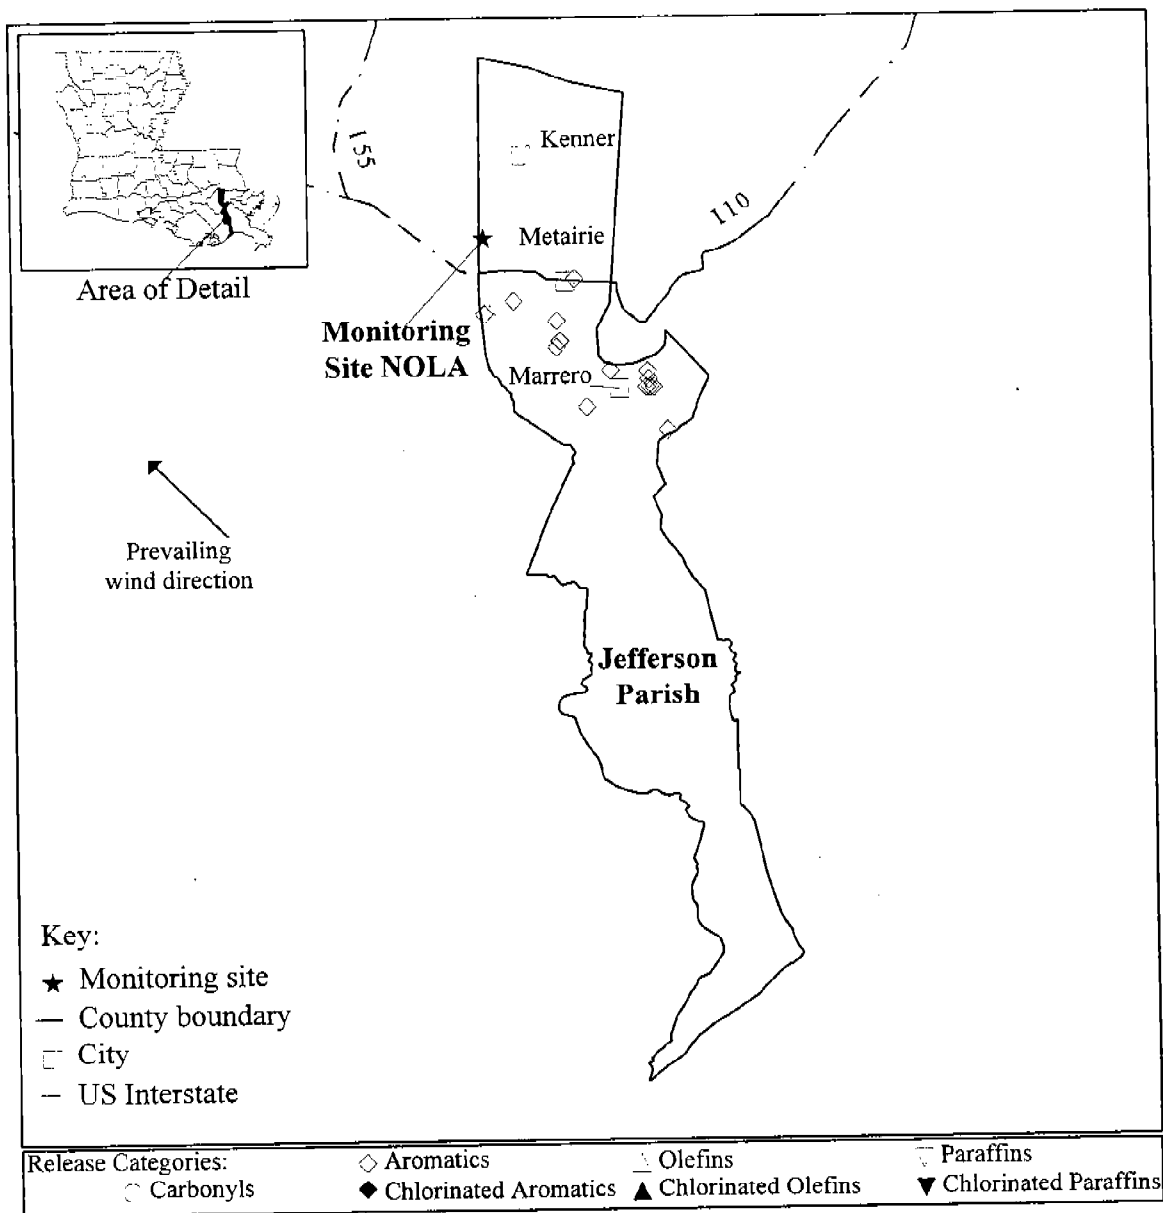 I55
Kenner
I10
Metairie
Area of Detail
Monitoring
Site NOLA
Marrero
Prevailing
wind direction
Jefferson
Parish
Key:
Monitoring site
County boundary
City
US Interstate
Release Categories:
Aromatics
Olefins
Paraffins
Carbonyls
Chlorinated Aromatics
Chlorinated Olefins
Chlorinated Paraffins